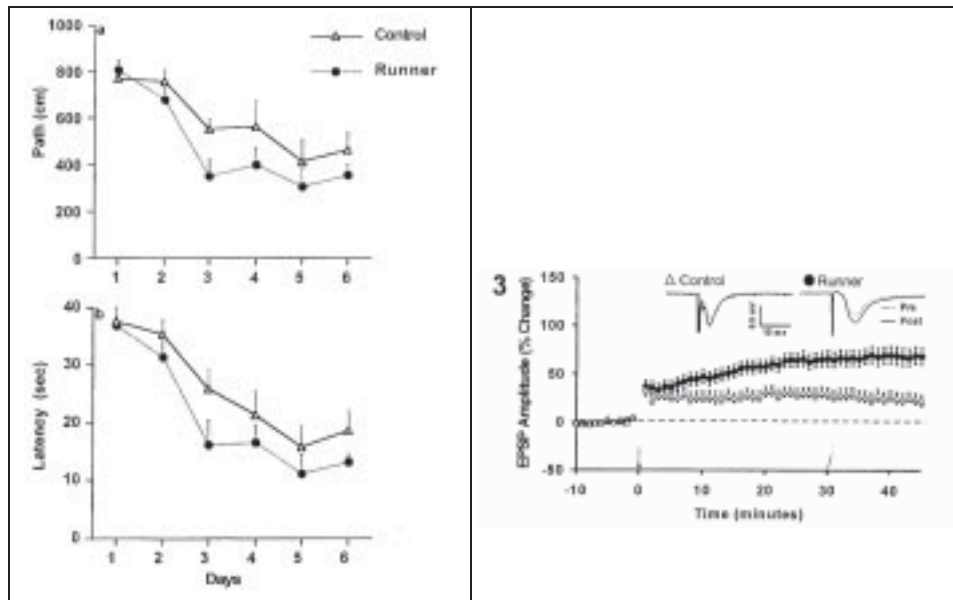 a
Control
Runner
Path (cm)
1000
800
600
400
200
0
1 2 3 4 5 6
b
Latency (sec)
40
30
20
10
0
1 2 3 4 5 6
Days
3
Control
Runner
Pre
Post
EPSP Amplitude (% Change)
150
100
50
0
-50
-10 0 10 20 30 40
Time (minutes)